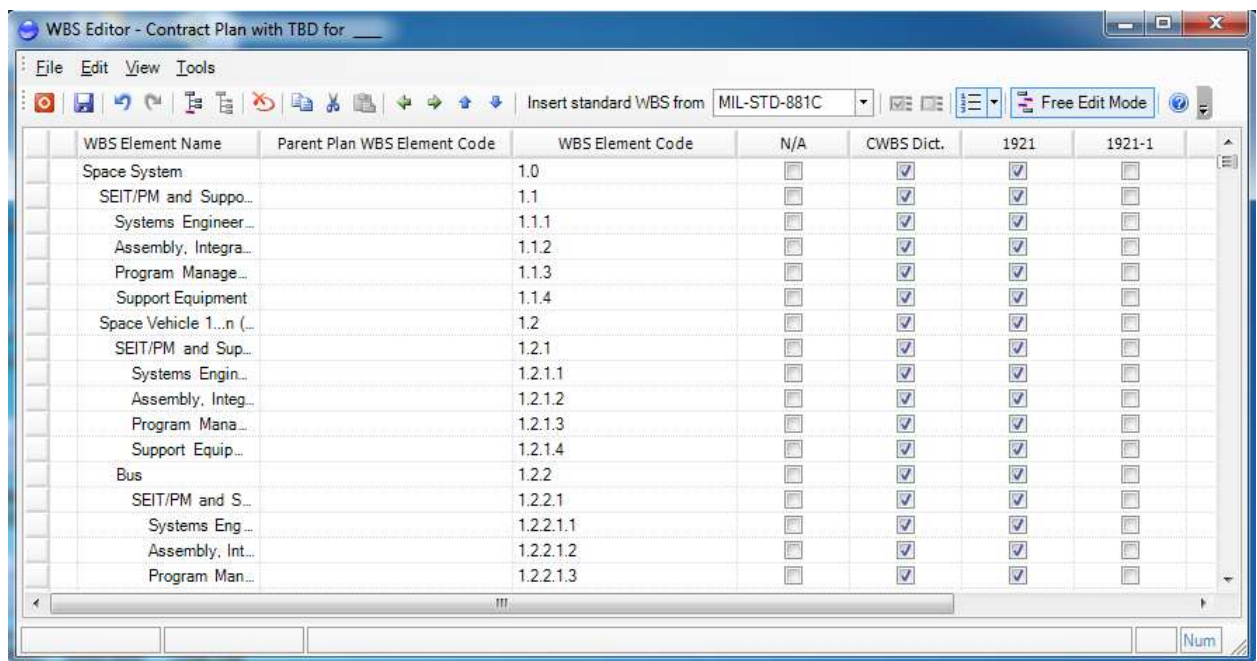 WBS Editor - Contract Plan with TBD for ___
File Edit View Tools
Insert standard WBS from MIL-STD-881C Free Edit Mode
WBS Element Name Parent Plan WBS Element Code WBS Element Code N/A CWBS Dict. 1921 1921-1
Space System 1.0
SEIT/PM and Suppo... 1.1
Systems Engineer... 1.1.1
Assembly, Integra... 1.1.2
Program Manage... 1.1.3
Support Equipment 1.1.4
Space Vehicle 1...n (... 1.2
SEIT/PM and Sup... 1.2.1
Systems Engin... 1.2.1.1
Assembly, Integ... 1.2.1.2
Program Mana... 1.2.1.3
Support Equip... 1.2.1.4
Bus 1.2.2
SEIT/PM and S... 1.2.2.1
Systems Eng... 1.2.2.1.1
Assembly, Int... 1.2.2.1.2
Program Man... 1.2.2.1.3
Num